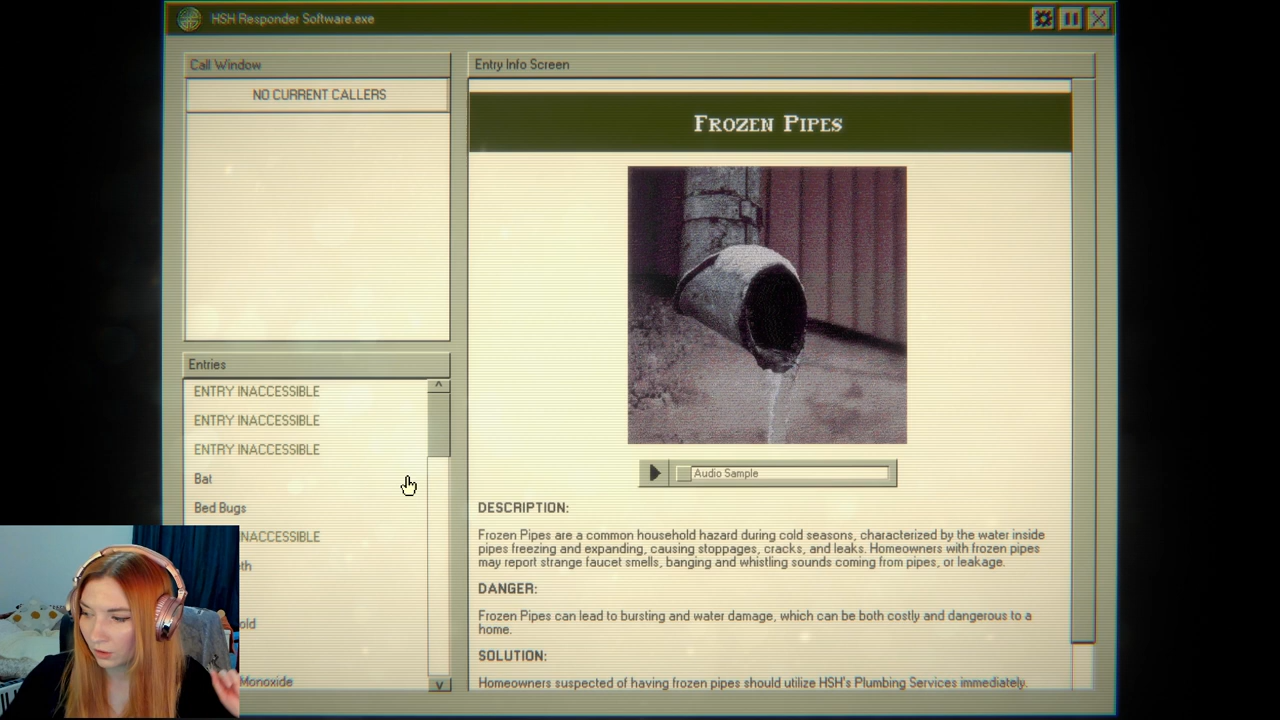 HSH Responder Software.exe
Call Window
NO CURRENT CALLERS
Entries
ENTRY INACCESSIBLE
ENTRY INACCESSIBLE
ENTRY INACCESSIBLE
Bat
Bed Bugs
Monoxide
Entry Info Screen
FROZEN PIPES
Audio Sample
DESCRIPTION:
Frozen Pipes are a common household hazard during cold seasons, characterized by the water inside
pipes freezing and expanding, causing stoppages, cracks, and leaks. Homeowners with frozen pipes
may report strange faucet smells, banging and whistling sounds coming from pipes, or leakage.
DANGER:
Frozen Pipes can lead to bursting and water damage, which can be both costly and dangerous to a
home.
SOLUTION:
Homeowners suspected of having frozen pipes should utilize HSH's Plumbing Services immediately.